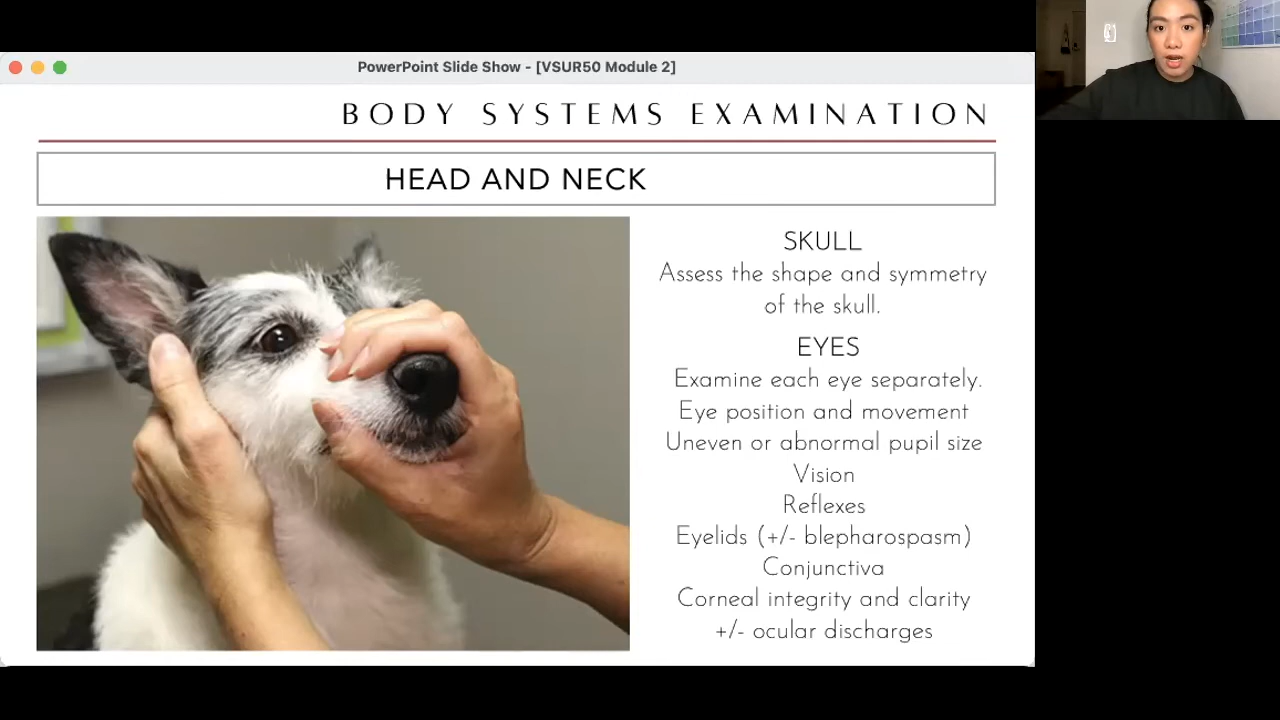 PowerPoint Slide Show - [VSUR50 Module 2]
BODY SYSTEMS EXAMINATION
HEAD AND NECK
SKULL
Assess the shape and symmetry
of the skull.
EYES
Examine each eye separately.
Eye position and movement
Uneven or abnormal pupil size
Vision
Reflexes
Eyelids (+/- blepharospasm)
Conjunctiva
Corneal integrity and clarity
+/- ocular discharges